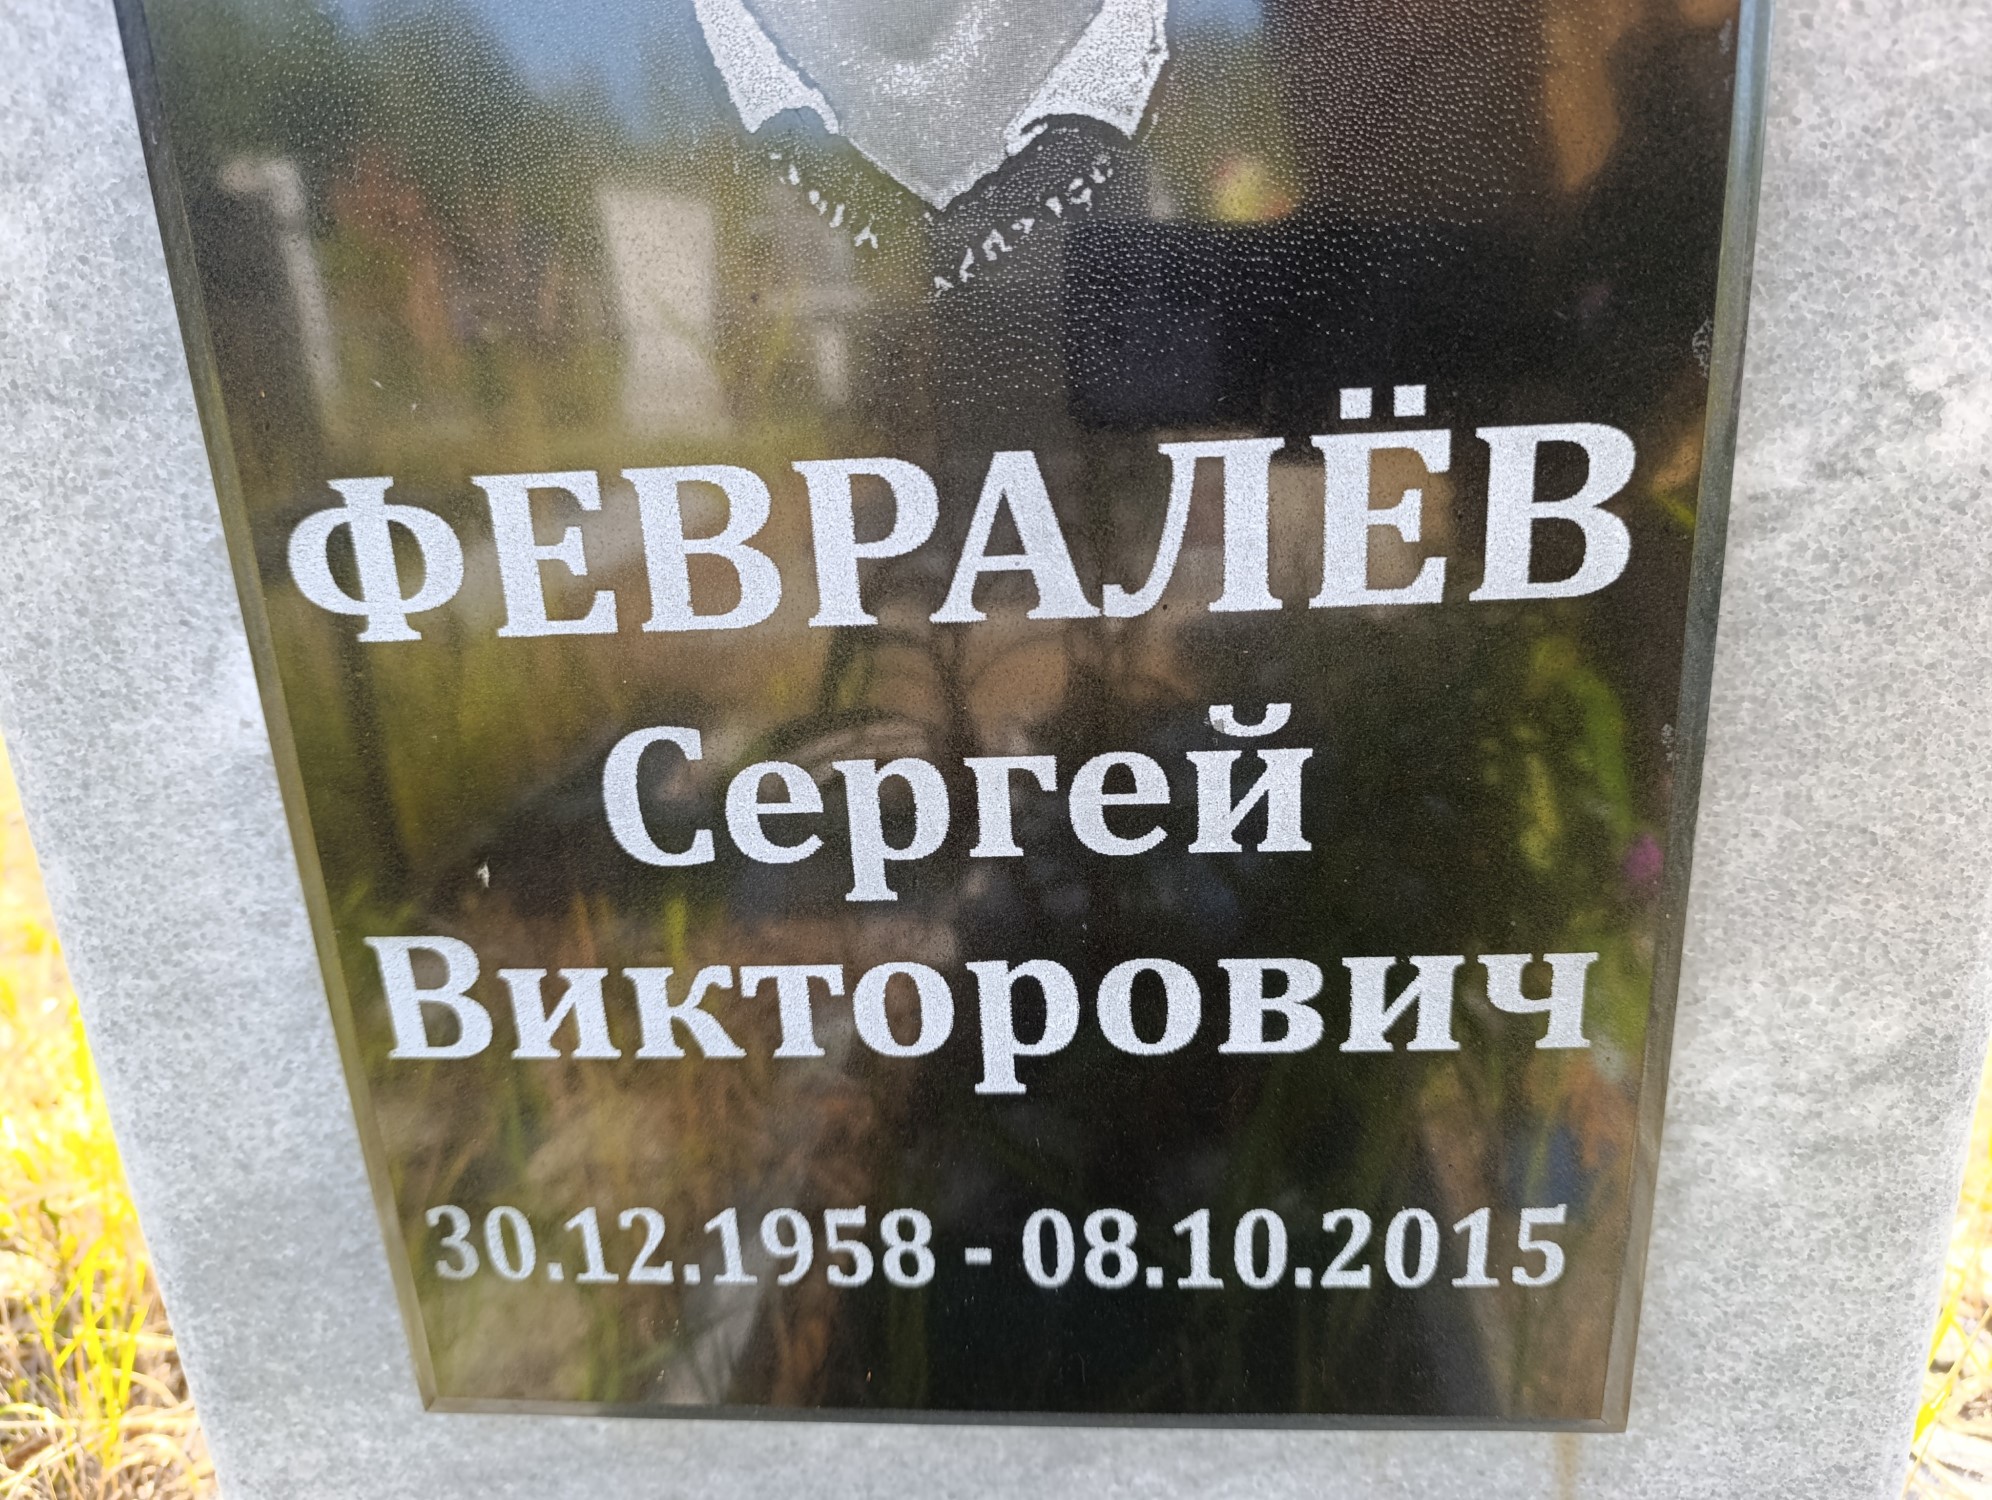 ФЕВРАЛЁВ
Сергей
Викторович
30.12.1958 - 08.10.2015